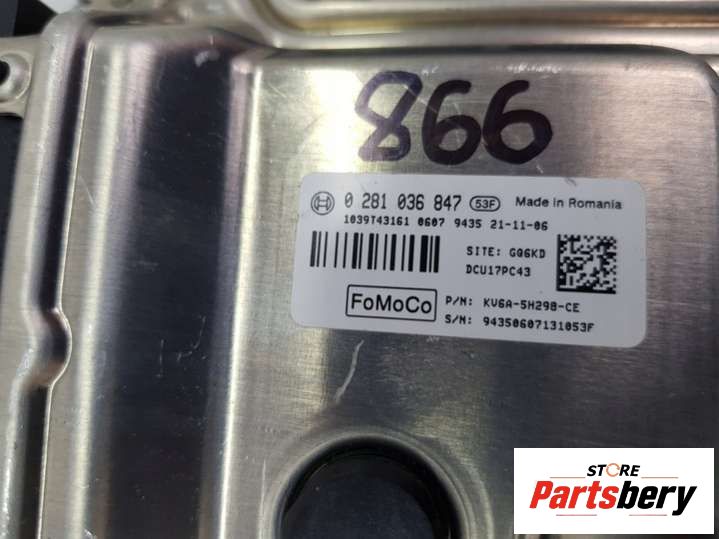 866
0 281 036 847 53F Made in Romania
1039T43161 0607 9435 21-11-06
SITE: GQ6KD
DCU17PC43
FoMoCo
P/N: KV6A-5H298-CE
S/N: 94350607131053F
STORE
Partsbery